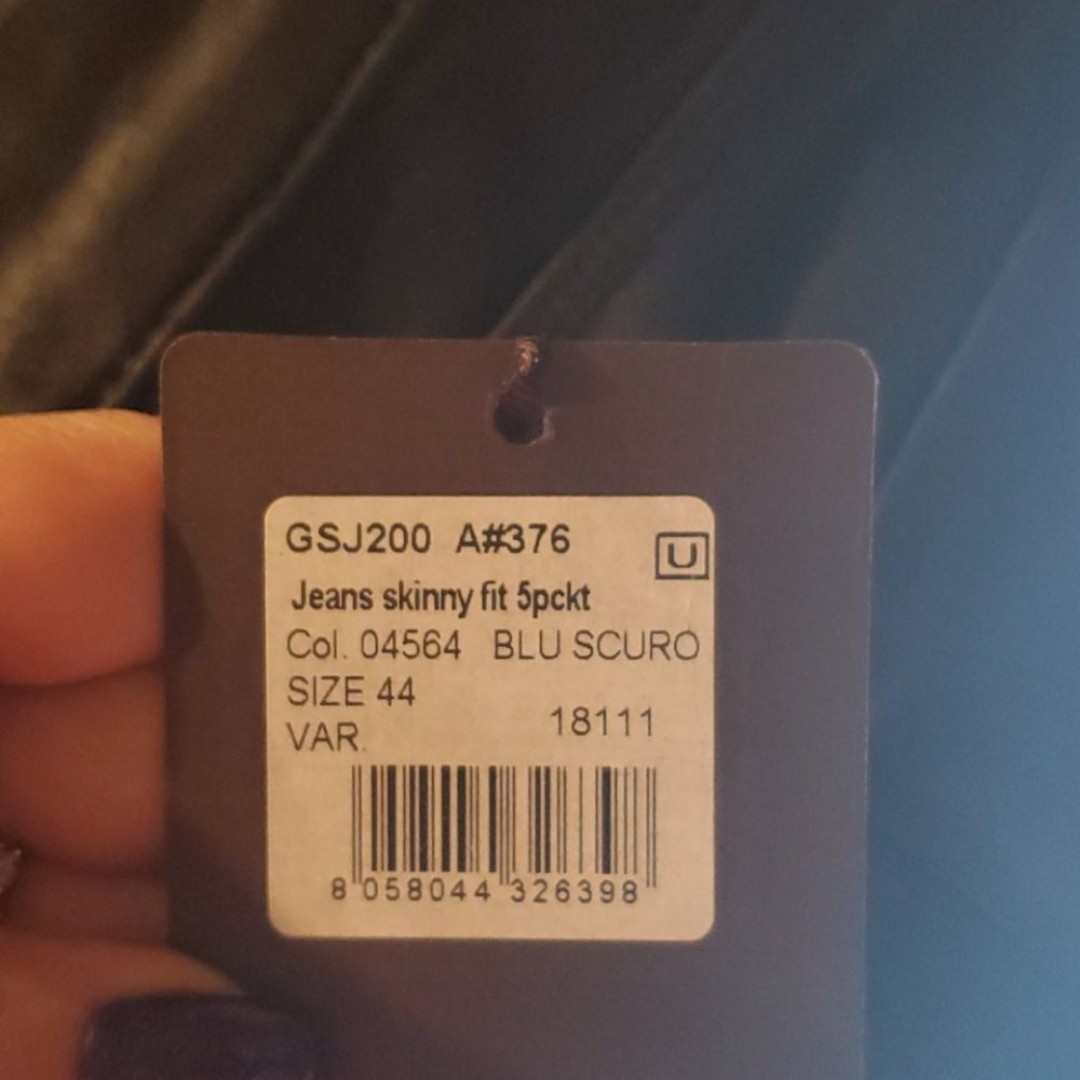 GSJ200 A#376
U
Jeans skinny fit 5pckt
Col. 04564 BLU SCURO
SIZE 44
18111
VAR.
8 058044 326398